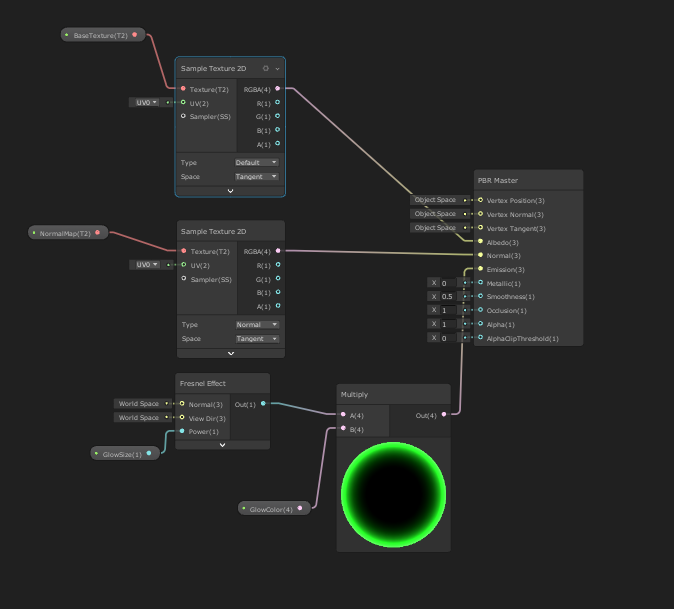 BaseTexture(T2)
Sample Texture 2D
Texture(T2) RGBA(4)
UV0 UV(2) R(1)
Sampler(SS) G(1)
B(1)
A(1)
Type Default
Space Tangent
NormalMap(T2)
Sample Texture 2D
Texture(T2) RGBA(4)
UV0 UV(2) R(1)
Sampler(SS) G(1)
B(1)
A(1)
Type Normal
Space Tangent
PBR Master
Object Space Vertex Position(3)
Object Space Vertex Normal(3)
Object Space Vertex Tangent(3)
Albedo(3)
Normal(3)
Emission(3)
X 0 Metallic(1)
X 0.5 Smoothness(1)
X 1 Occlusion(1)
X 1 Alpha(1)
X 0 AlphaClipThreshold(1)
Fresnel Effect
World Space Normal(3) Out(1)
World Space View Dir(3)
Power(1)
GlowSize(1)
GlowColor(4)
Multiply
A(4) Out(4)
B(4)